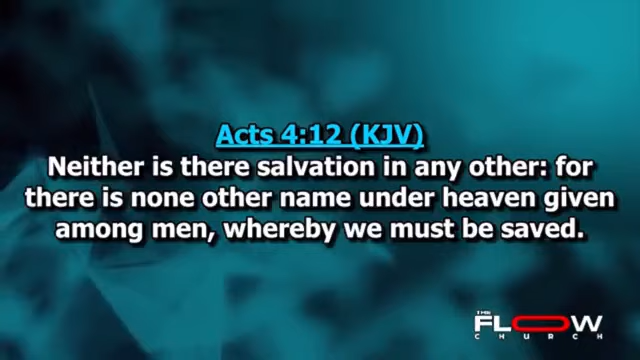 Acts 4:12 (KJV)
Neither is there salvation in any other: for
there is none other name under heaven given
among men, whereby we must be saved.
THE
FLOW
CHURCH